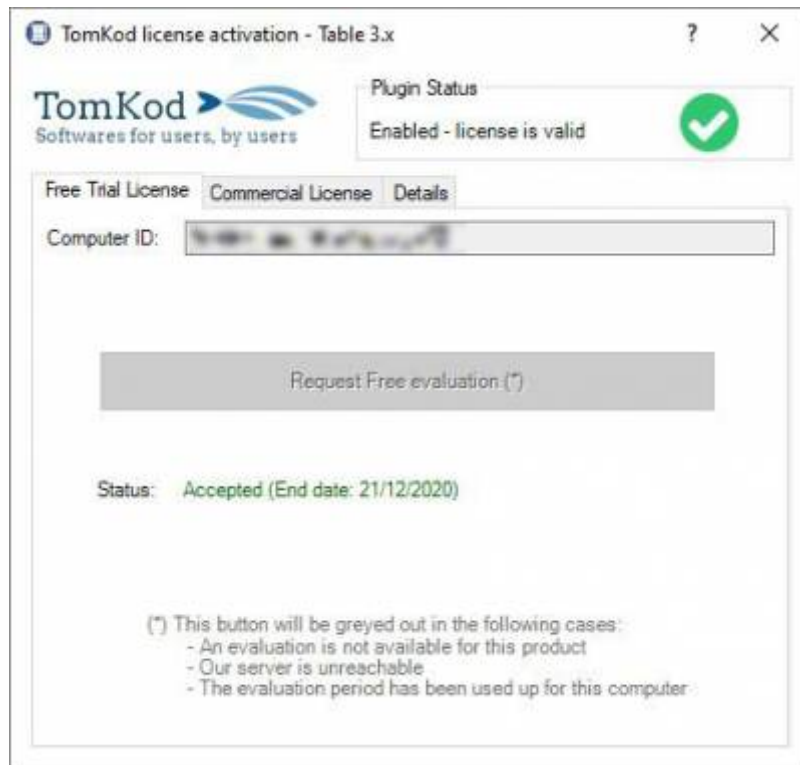 TomKod license activation - Table 3.x
?
TomKod
Softwares for users, by users
Plugin Status
Enabled - license is valid
Free Trial License
Commercial License
Details
Computer ID:
Request Free evaluation (*)
Status: Accepted (End date: 21/12/2020)
(*) This button will be greyed out in the following cases:
- An evaluation is not available for this product
- Our server is unreachable
- The evaluation period has been used up for this computer